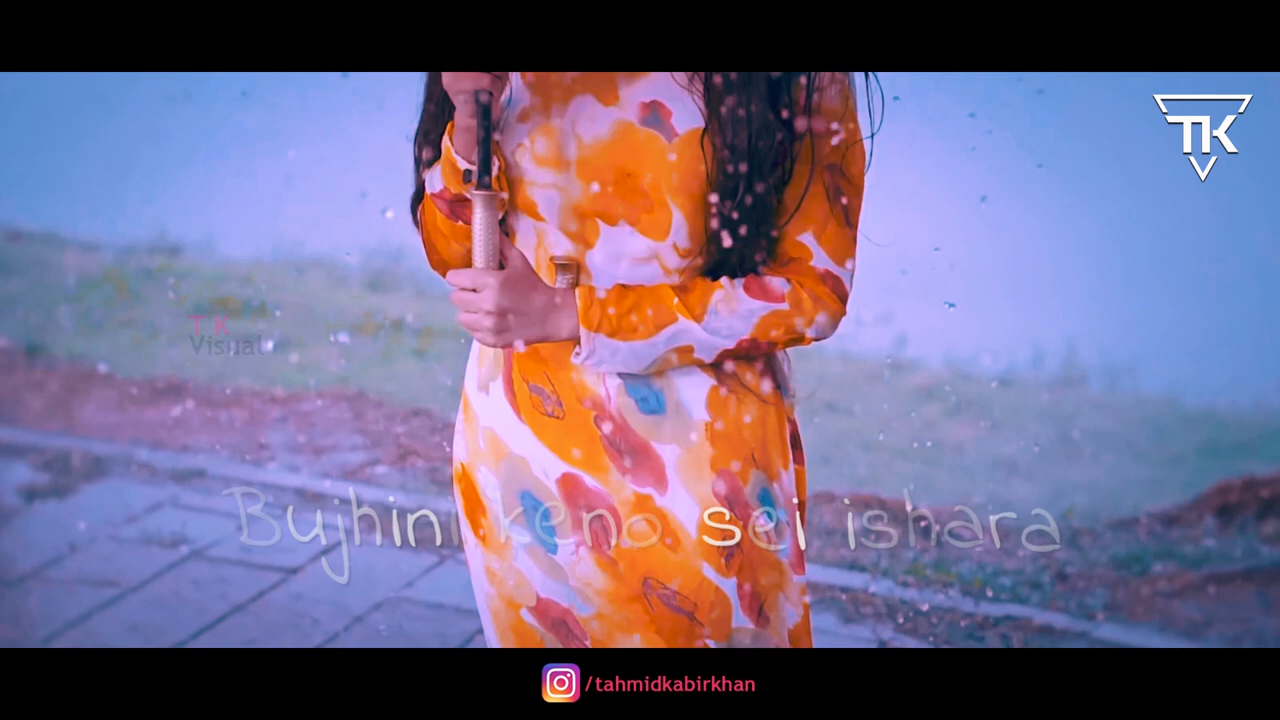 TK
T K
Visual
Bujhini keno sei ishara
/tahmidkabirkhan